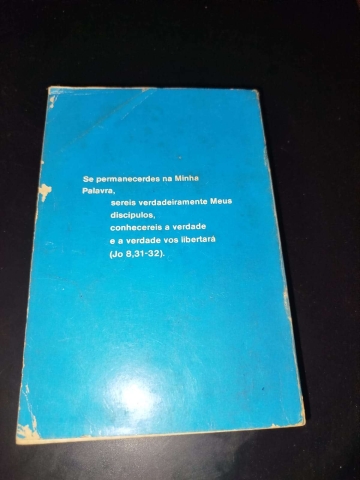 Se permanecerdes na Minha
Palavra,
sereis verdadeiramente Meus
discípulos,
conhecereis a verdade
e a verdade vos libertará
(Jo 8,31-32).